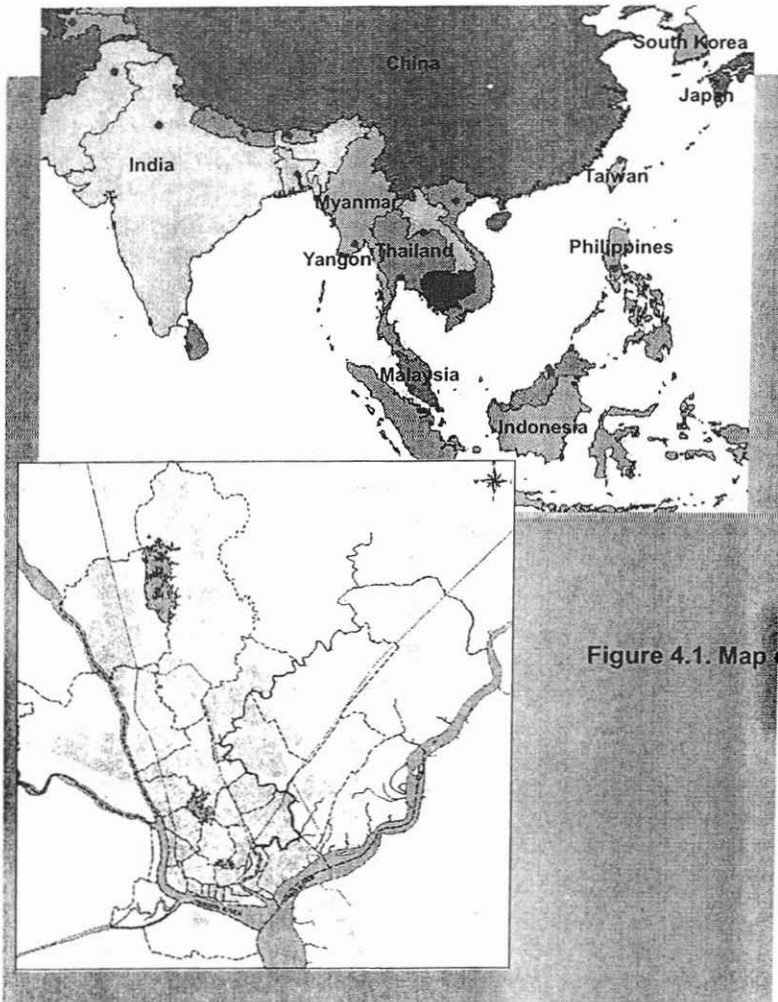 South Korea
China
Japan
India
Taiwan
Myanmar
Philippines
Yangon
Thailand
Malaysia
Indonesia
Figure 4.1. Map